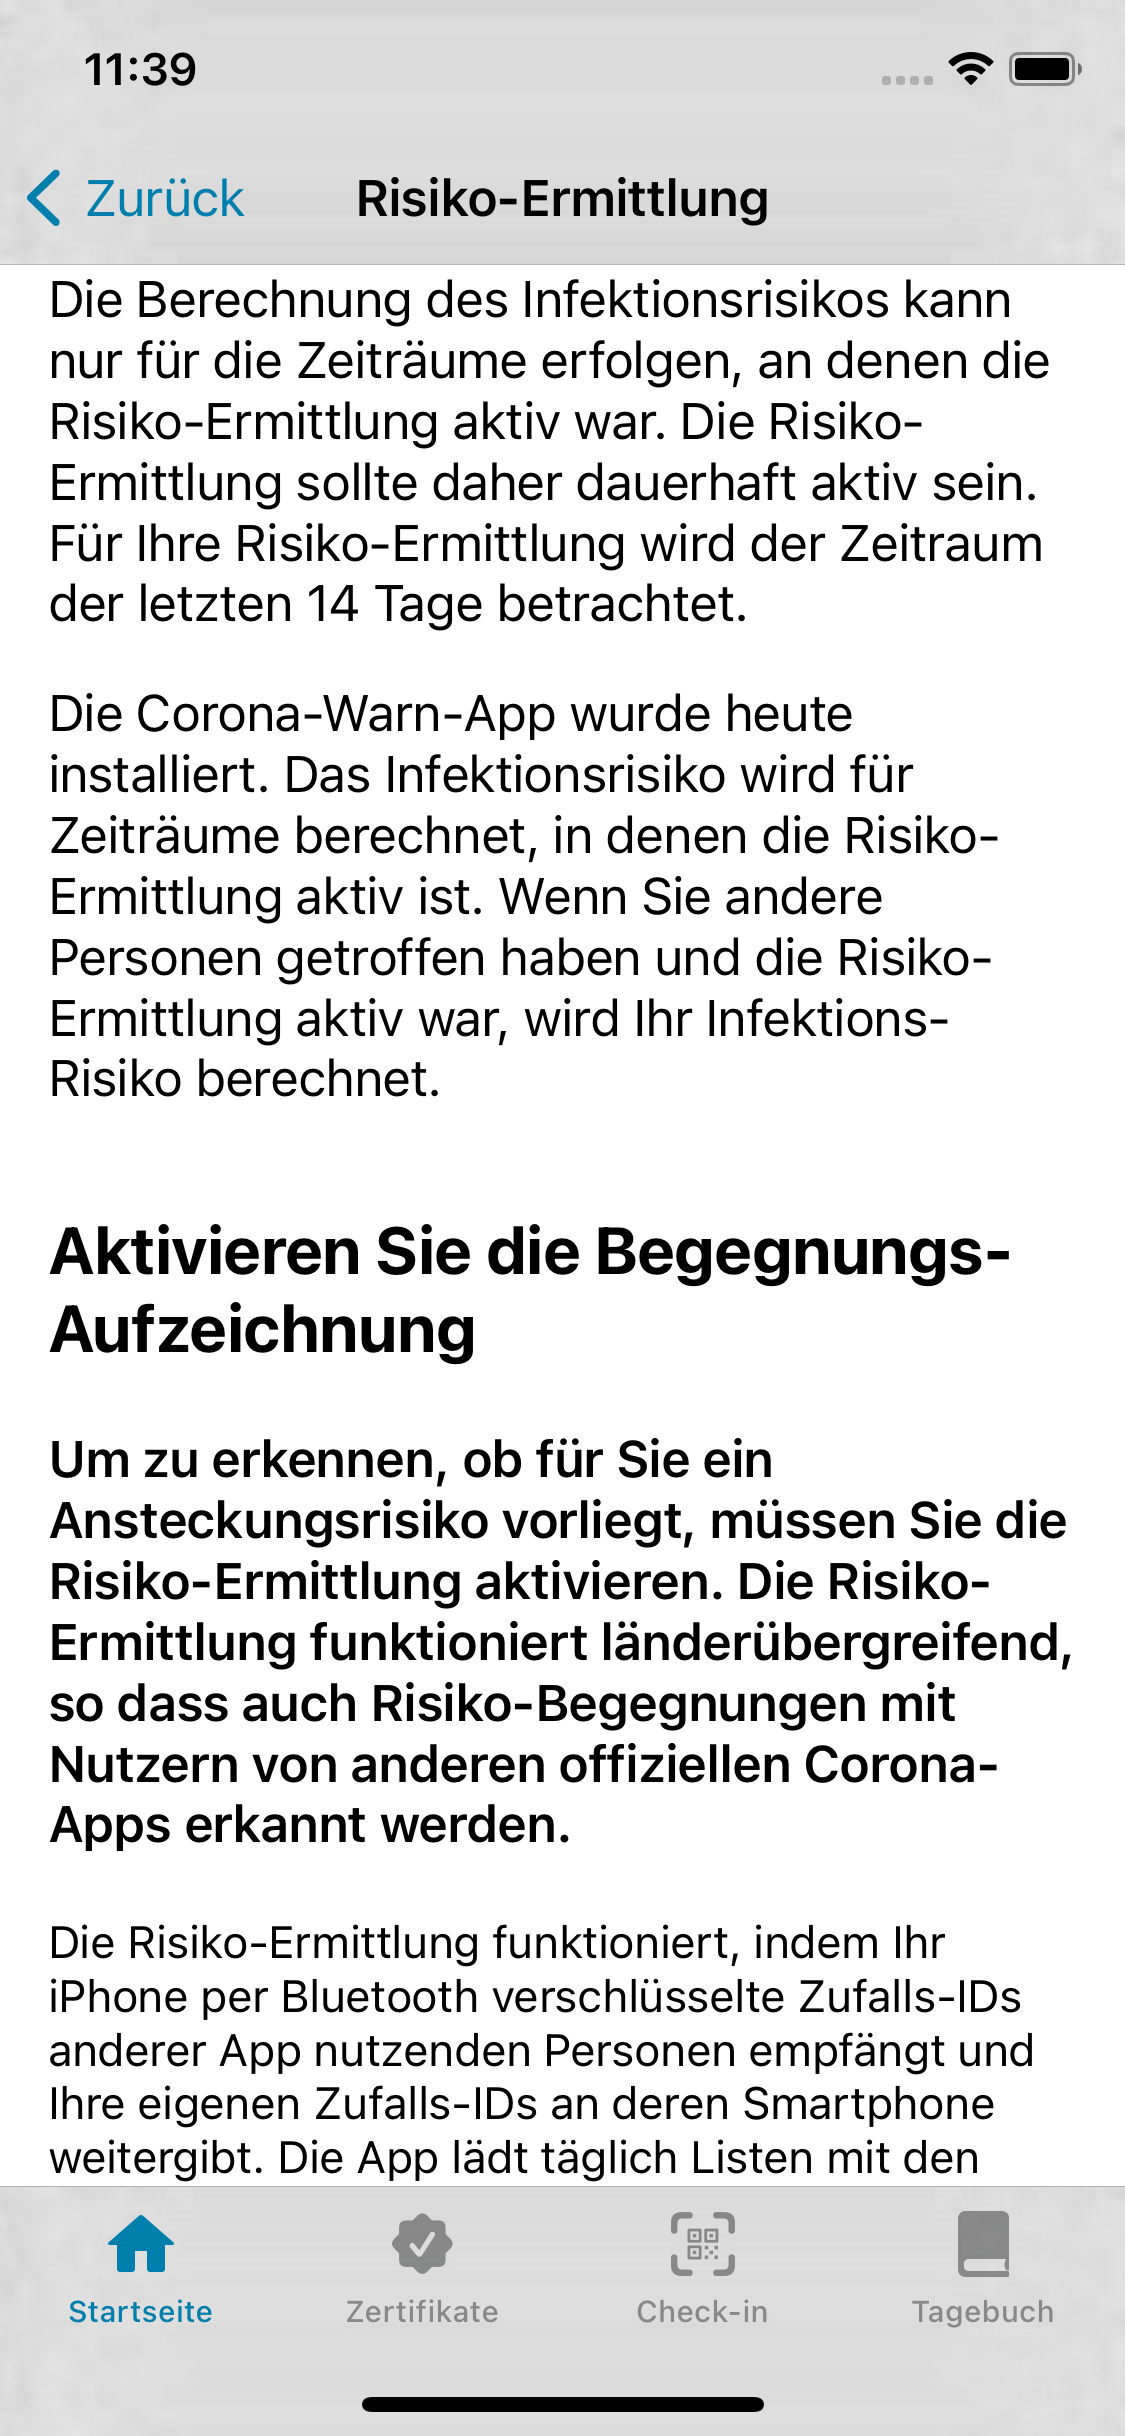 11:39
Zurück
Risiko-Ermittlung
Die Berechnung des Infektionsrisikos kann
nur für die Zeiträume erfolgen, an denen die
Risiko-Ermittlung aktiv war. Die Risiko-
Ermittlung sollte daher dauerhaft aktiv sein.
Für Ihre Risiko-Ermittlung wird der Zeitraum
der letzten 14 Tage betrachtet.
Die Corona-Warn-App wurde heute
installiert. Das Infektionsrisiko wird für
Zeiträume berechnet, in denen die Risiko-
Ermittlung aktiv ist. Wenn Sie andere
Personen getroffen haben und die Risiko-
Ermittlung aktiv war, wird Ihr Infektions-
Risiko berechnet.
Aktivieren Sie die Begegnungs-
Aufzeichnung
Um zu erkennen, ob für Sie ein
Ansteckungsrisiko vorliegt, müssen Sie die
Risiko-Ermittlung aktivieren. Die Risiko-
Ermittlung funktioniert länderübergreifend,
so dass auch Risiko-Begegnungen mit
Nutzern von anderen offiziellen Corona-
Apps erkannt werden.
Die Risiko-Ermittlung funktioniert, indem Ihr
iPhone per Bluetooth verschlüsselte Zufalls-IDs
anderer App nutzenden Personen empfängt und
Ihre eigenen Zufalls-IDs an deren Smartphone
weitergibt. Die App lädt täglich Listen mit den
Startseite
Zertifikate
Check-in
Tagebuch